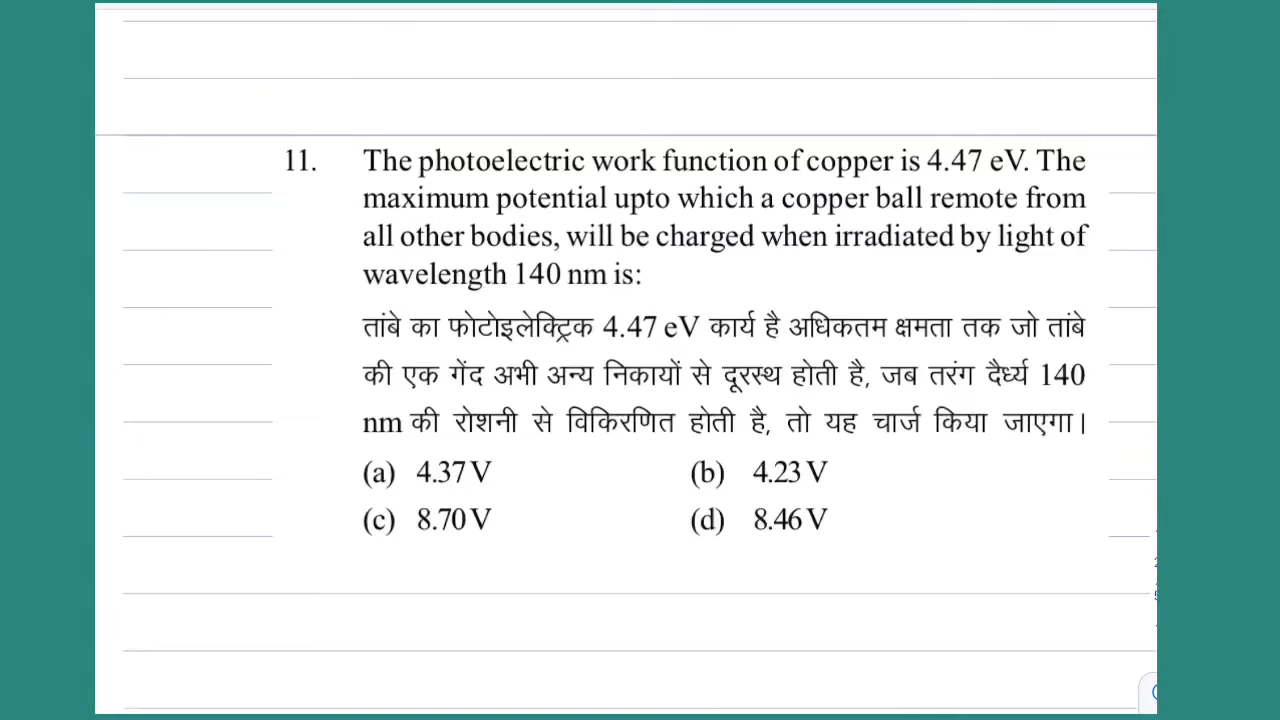 11. The photoelectric work function of copper is 4.47 eV. The
maximum potential upto which a copper ball remote from
all other bodies, will be charged when irradiated by light of
wavelength 140 nm is:
तांबे का फोटोइलेक्ट्रिक 4.47 eV कार्य है अधिकतम क्षमता तक जो तांबे
की एक गेंद अभी अन्य निकायों से दूरस्थ होती है, जब तरंग दैर्ध्य 140
nm की रोशनी से विकिरणित होती है, तो यह चार्ज किया जाएगा।
(a) 4.37 V (b) 4.23 V
(c) 8.70 V (d) 8.46 V